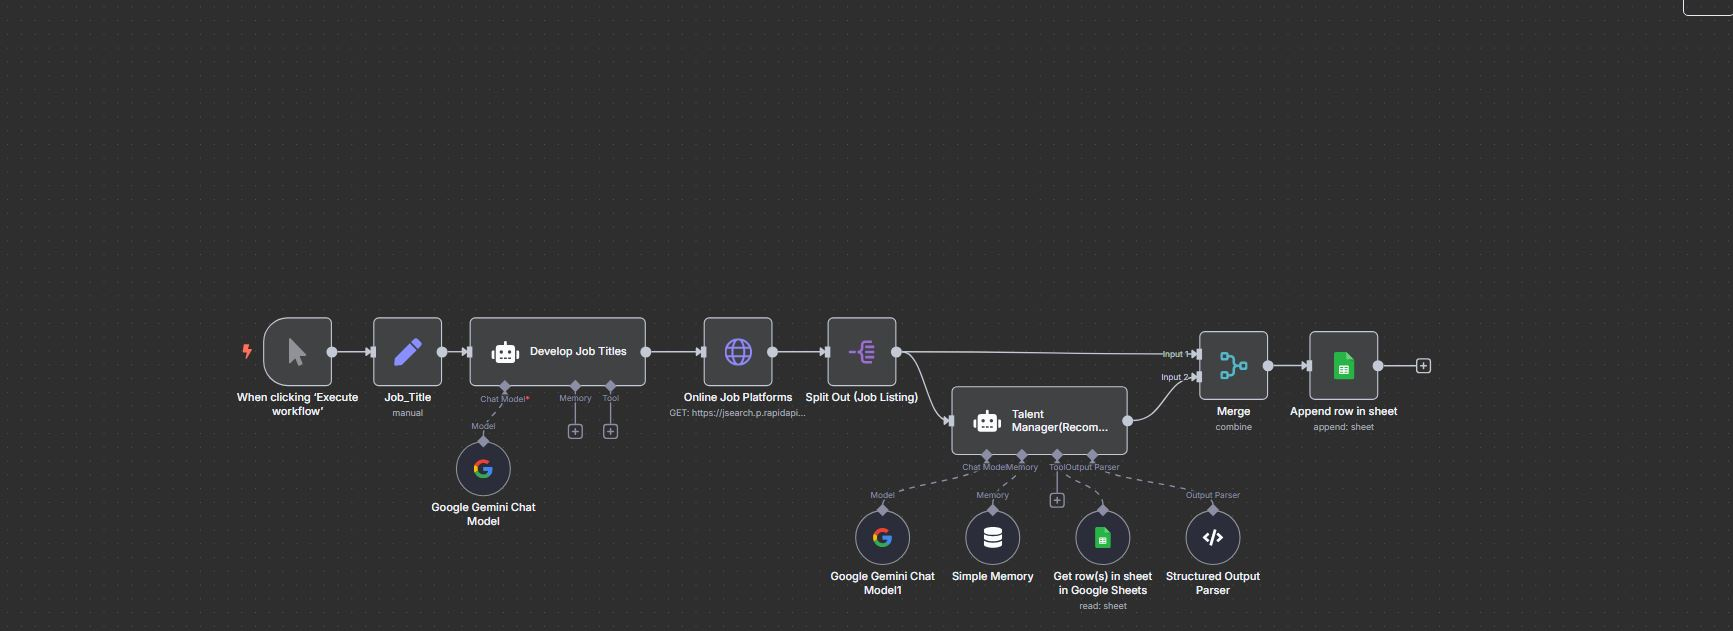 When clicking ‘Execute
workflow’
Job_Title
manual
Develop Job Titles
Chat Model*
Memory
Tool
Model
Google Gemini Chat
Model
Online Job Platforms
GET: https://jsearch.p.rapidapi...
Split Out (Job Listing)
Talent
Manager(Recom...
Chat Model
Memory
Tool
Output Parser
Model
Google Gemini Chat
Model1
Memory
Simple Memory
Get row(s) in sheet
in Google Sheets
read: sheet
Output Parser
Structured Output
Parser
Input 1
Input 2
Merge
combine
Append row in sheet
append: sheet